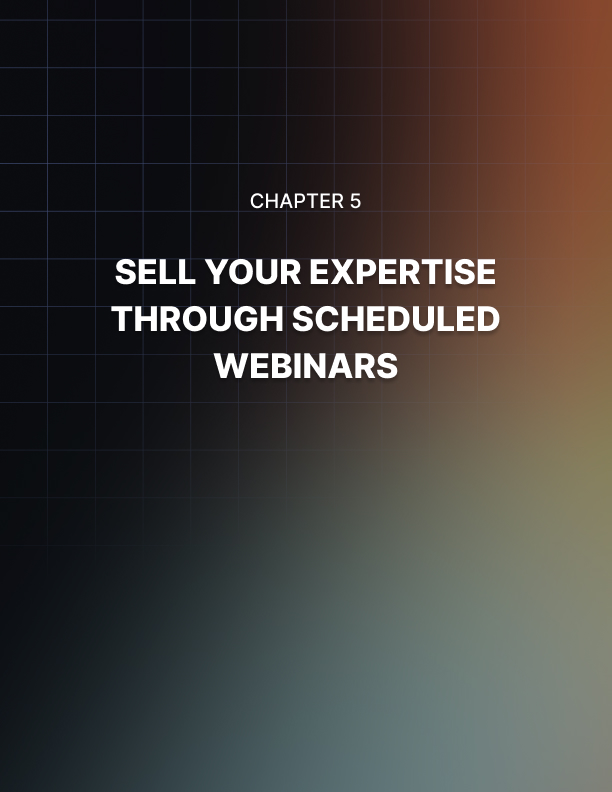 CHAPTER 5
SELL YOUR EXPERTISE
THROUGH SCHEDULED
WEBINARS